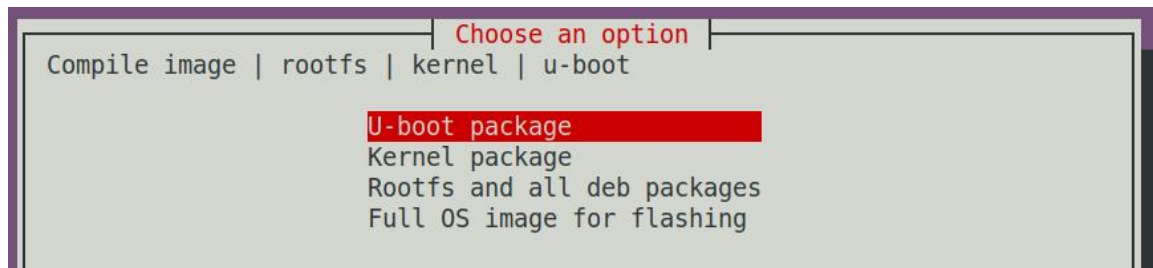 Choose an option
Compile image | rootfs | kernel | u-boot
U-boot package
Kernel package
Rootfs and all deb packages
Full OS image for flashing